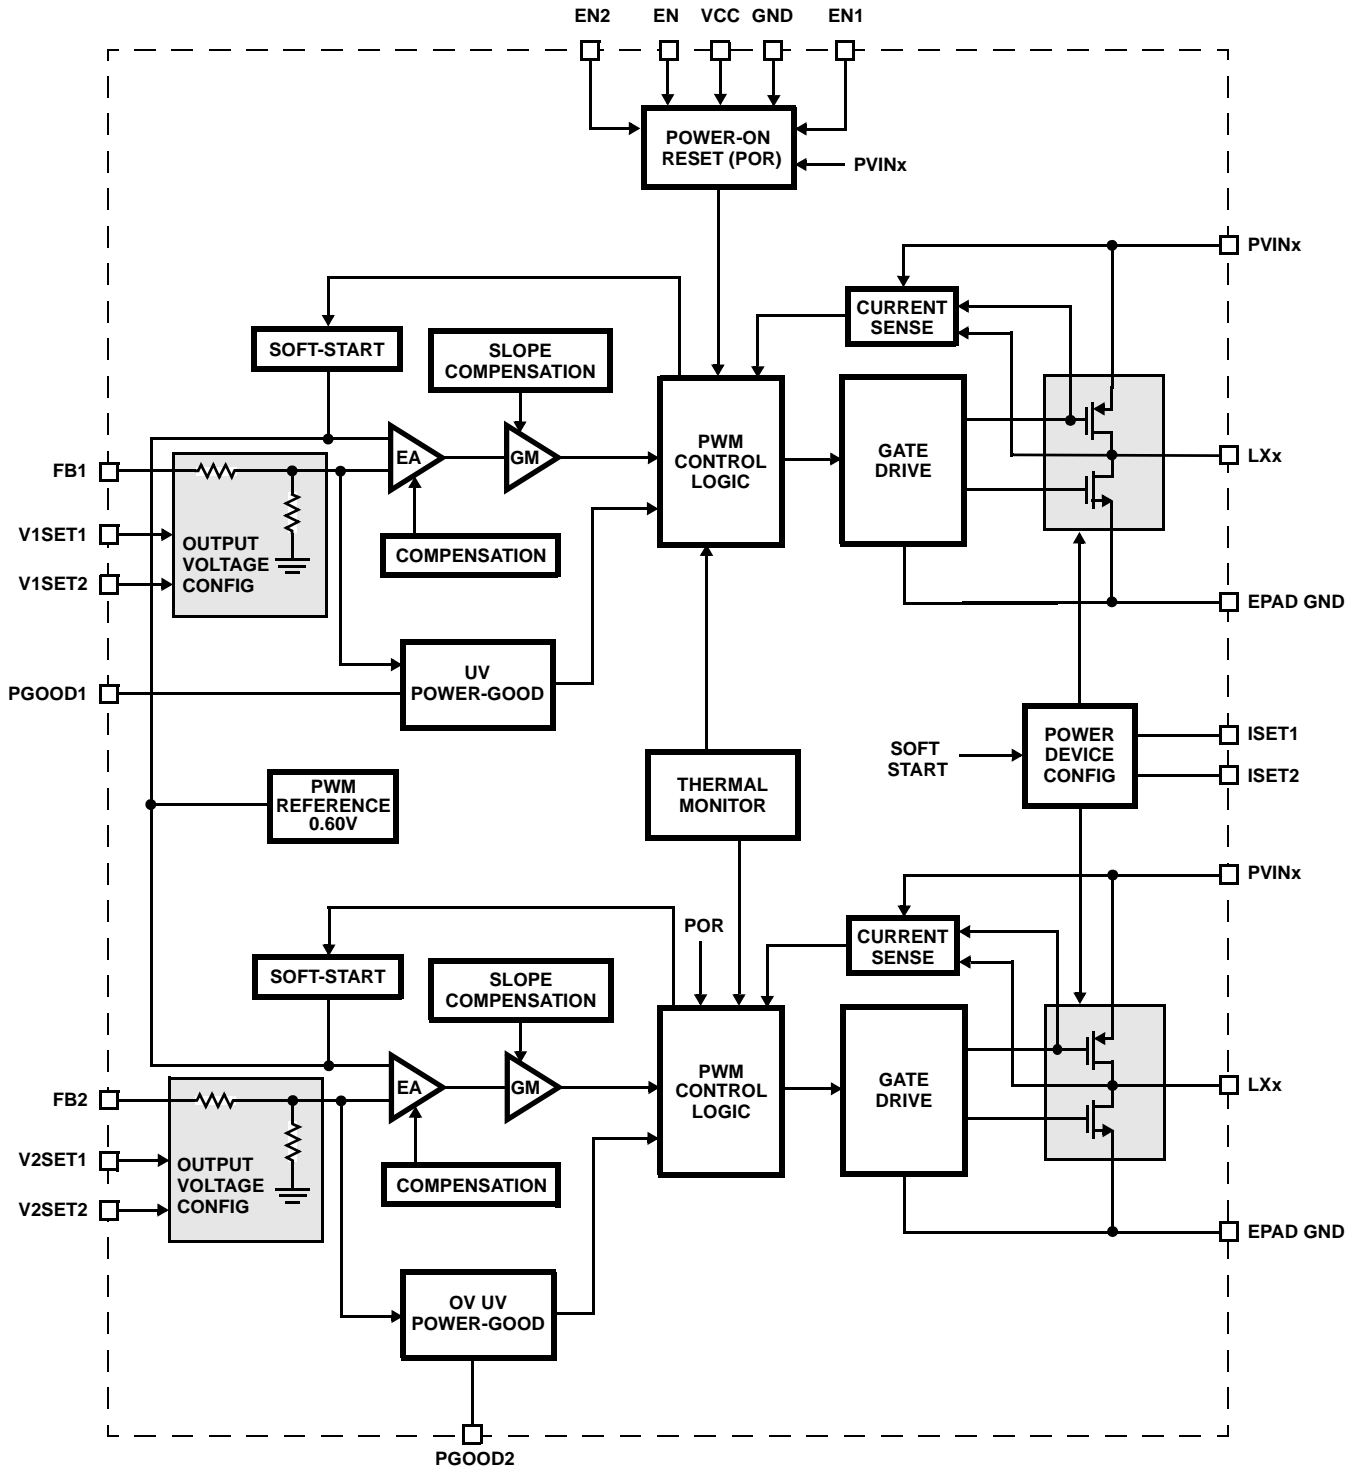 EN2 EN VCC GND EN1
POWER-ON
RESET (POR)
PVINx
PVINx
CURRENT
SENSE
SOFT-START
SLOPE
COMPENSATION
EA
GM
PWM
CONTROL
LOGIC
GATE
DRIVE
LXx
FB1
V1SET1
V1SET2
OUTPUT
VOLTAGE
CONFIG
COMPENSATION
EPAD GND
UV
POWER-GOOD
PGOOD1
POWER
DEVICE
CONFIG
SOFT
START
ISET1
ISET2
PWM
REFERENCE
0.60V
THERMAL
MONITOR
PVINx
POR
CURRENT
SENSE
SOFT-START
SLOPE
COMPENSATION
EA
GM
PWM
CONTROL
LOGIC
GATE
DRIVE
LXx
FB2
V2SET1
V2SET2
OUTPUT
VOLTAGE
CONFIG
COMPENSATION
EPAD GND
OV UV
POWER-GOOD
PGOOD2